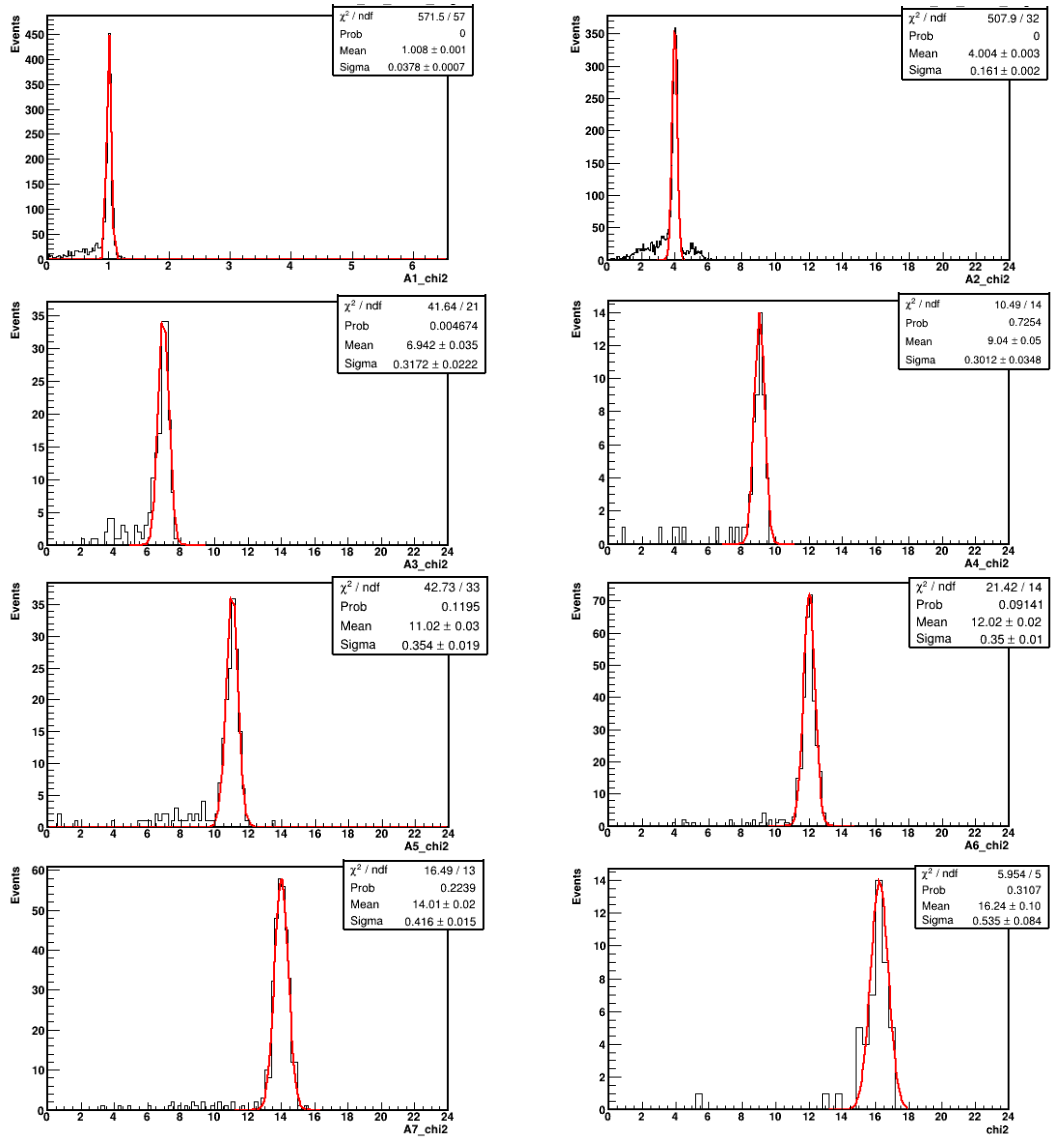 χ² / ndf 571.5 / 57
Prob 0
Mean 1.008 ± 0.001
Sigma 0.0378 ± 0.0007
Events
450
400
350
300
250
200
150
100
50
0
0 1 2 3 4 5 6
A1_chi2
χ² / ndf 507.9 / 32
Prob 0
Mean 4.004 ± 0.003
Sigma 0.161 ± 0.002
Events
350
300
250
200
150
100
50
0
0 2 4 6 8 10 12 14 16 18 20 22 24
A2_chi2
χ² / ndf 41.64 / 21
Prob 0.004674
Mean 6.942 ± 0.035
Sigma 0.3172 ± 0.0222
Events
35
30
25
20
15
10
5
0
0 2 4 6 8 10 12 14 16 18 20 22 24
A3_chi2
χ² / ndf 10.49 / 14
Prob 0.7254
Mean 9.04 ± 0.05
Sigma 0.3012 ± 0.0348
Events
14
12
10
8
6
4
2
0
0 2 4 6 8 10 12 14 16 18 20 22 24
A4_chi2
χ² / ndf 42.73 / 33
Prob 0.1195
Mean 11.02 ± 0.03
Sigma 0.354 ± 0.019
Events
35
30
25
20
15
10
5
0
0 2 4 6 8 10 12 14 16 18 20 22 24
A5_chi2
χ² / ndf 21.42 / 14
Prob 0.09141
Mean 12.02 ± 0.02
Sigma 0.35 ± 0.01
Events
70
60
50
40
30
20
10
0
0 2 4 6 8 10 12 14 16 18 20 22 24
A6_chi2
χ² / ndf 16.49 / 13
Prob 0.2239
Mean 14.01 ± 0.02
Sigma 0.416 ± 0.015
Events
60
50
40
30
20
10
0
0 2 4 6 8 10 12 14 16 18 20 22 24
A7_chi2
χ² / ndf 5.954 / 5
Prob 0.3107
Mean 16.24 ± 0.10
Sigma 0.535 ± 0.084
Events
14
12
10
8
6
4
2
0
0 2 4 6 8 10 12 14 16 18 20 22 24
chi2